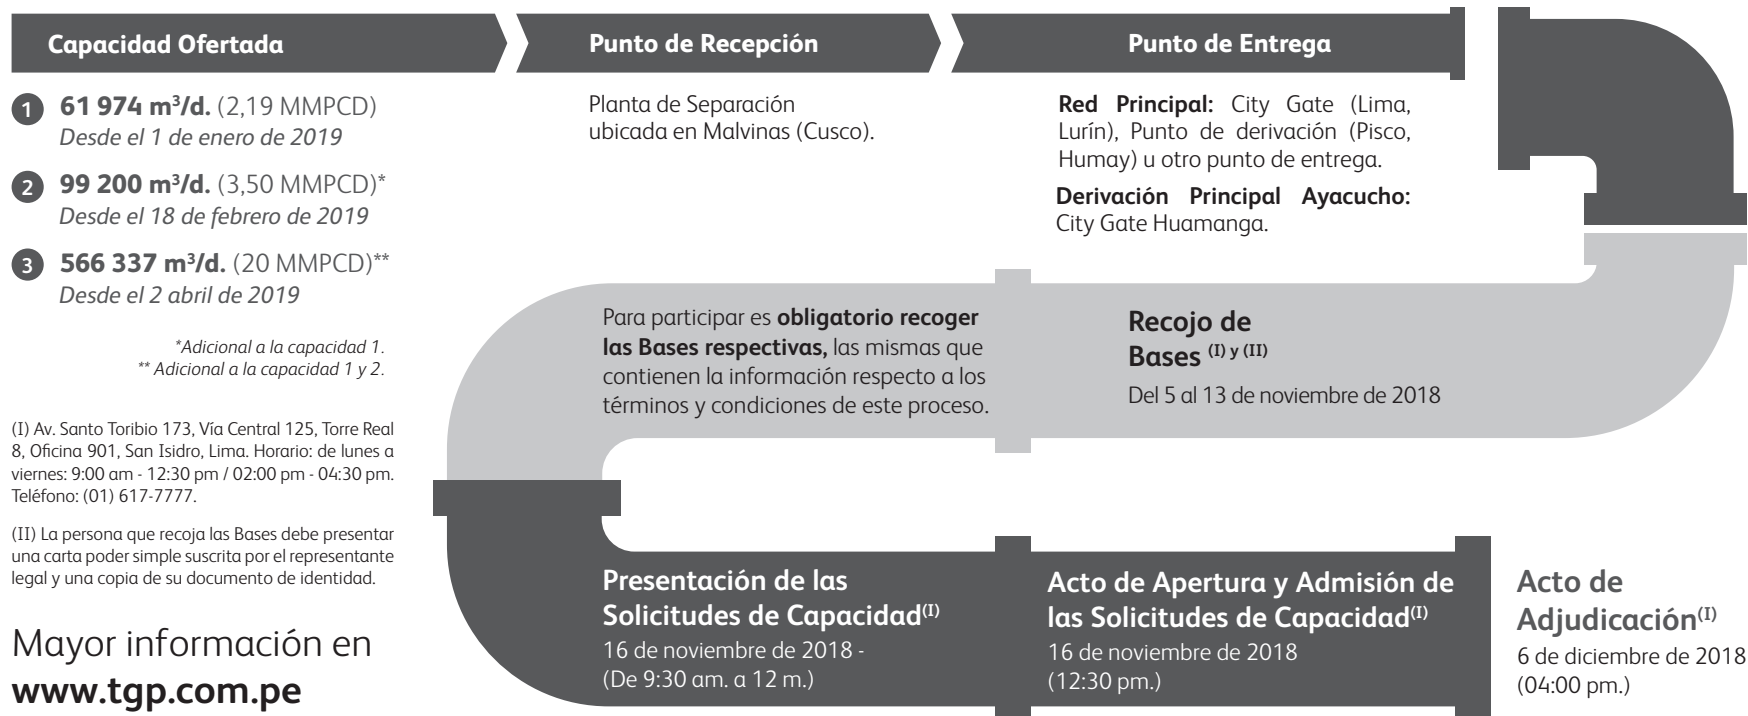 Capacidad Ofertada
1 61 974 m³/d. (2,19 MMPCD)
Desde el 1 de enero de 2019
2 99 200 m³/d. (3,50 MMPCD)*
Desde el 18 de febrero de 2019
3 566 337 m³/d. (20 MMPCD)**
Desde el 2 abril de 2019
*Adicional a la capacidad 1.
** Adicional a la capacidad 1 y 2.
Punto de Recepción
Planta de Separación
ubicada en Malvinas (Cusco).
Punto de Entrega
Red Principal: City Gate (Lima,
Lurín), Punto de derivación (Pisco,
Humay) u otro punto de entrega.
Derivación Principal Ayacucho:
City Gate Huamanga.
Para participar es obligatorio recoger
las Bases respectivas, las mismas que
contienen la información respecto a los
términos y condiciones de este proceso.
Recojo de
Bases (I) y (II)
Del 5 al 13 de noviembre de 2018
(I) Av. Santo Toribio 173, Vía Central 125, Torre Real
8, Oficina 901, San Isidro, Lima. Horario: de lunes a
viernes: 9:00 am - 12:30 pm / 02:00 pm - 04:30 pm.
Teléfono: (01) 617-7777.
(II) La persona que recoja las Bases debe presentar
una carta poder simple suscrita por el representante
legal y una copia de su documento de identidad.
Mayor información en
www.tgp.com.pe
Presentación de las
Solicitudes de Capacidad(I)
16 de noviembre de 2018 -
(De 9:30 am. a 12 m.)
Acto de Apertura y Admisión de
las Solicitudes de Capacidad(I)
16 de noviembre de 2018
(12:30 pm.)
Acto de
Adjudicación(I)
6 de diciembre de 2018
(04:00 pm.)